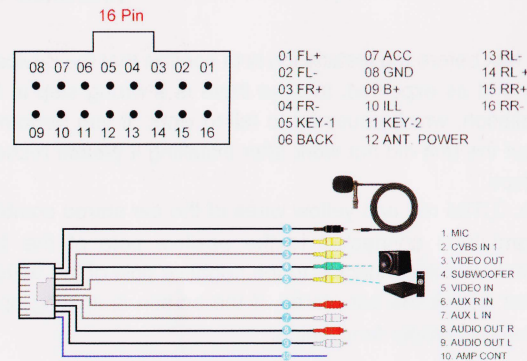 16 Pin
08 07 06 05 04 03 02 01
09 10 11 12 13 14 15 16
01 FL+ 07 ACC 13 RL-
02 FL- 08 GND 14 RL +
03 FR+ 09 B+ 15 RR+
04 FR- 10 ILL 16 RR-
05 KEY-1 11 KEY-2
06 BACK 12 ANT. POWER
1 MIC
2 CVBS IN 1
3 VIDEO OUT
4 SUBWOOFER
5 VIDEO IN
6 AUX R IN
7 AUX L IN
8 AUDIO OUT R
9 AUDIO OUT L
10 AMP CONT